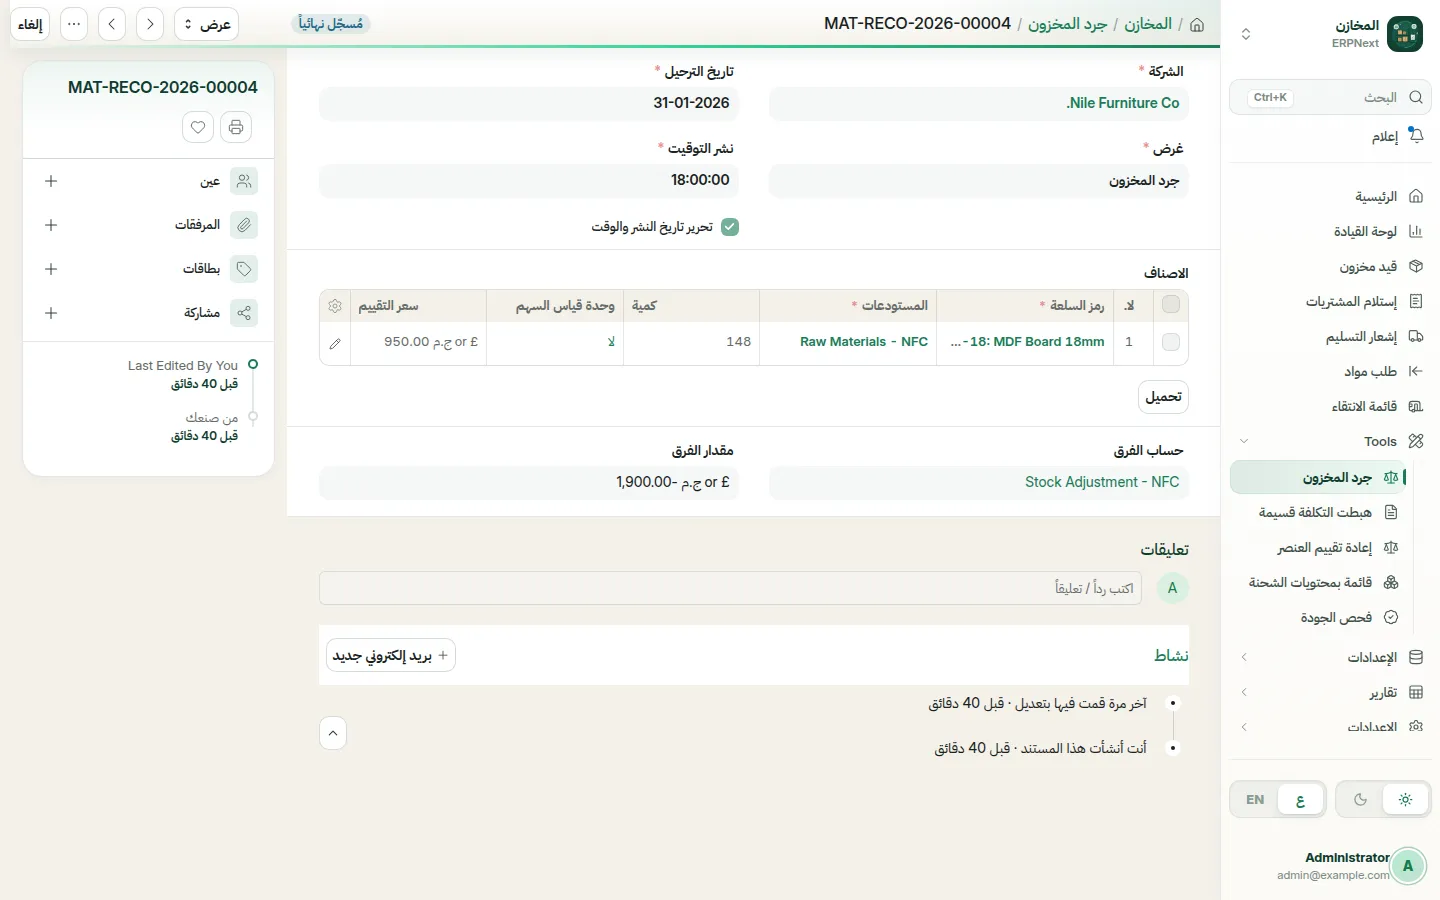 المخازن
ERPNext
البحث
Ctrl+K
إعلام
الرئيسية
لوحة القيادة
قيد مخزون
إستلام المشتريات
إشعار التسليم
طلب مواد
قائمة الانتقاء
Tools
جرد المخزون
هبطت التكلفة قسيمة
إعادة تقييم العنصر
قائمة بمحتويات الشحنة
فحص الجودة
الإعدادات
تقارير
الاعدادات
ع
EN
Administrator
admin@example.com
A
المخازن / جرد المخزون / MAT-RECO-2026-00004
مُسجّل نهائياً
عرض
إلغاء
الشركة *
Nile Furniture Co.
تاريخ الترحيل *
31-01-2026
غرض *
جرد المخزون
نشر التوقيت *
18:00:00
تحرير تاريخ النشر والوقت
الاصناف
لا. رمز السلعة * المستودعات * كمية وحدة قياس السهم سعر التقييم
1 18: MDF Board 18mm-... Raw Materials - NFC 148 لا £ or ج.م 950.00
تحميل
حساب الفرق
Stock Adjustment - NFC
مقدار الفرق
£ or ج.م -1,900.00
تعليقات
A
اكتب رداً / تعليقاً
نشاط
+ بريد إلكتروني جديد
آخر مرة قمت فيها بتعديل · قبل 40 دقائق
أنت أنشأت هذا المستند · قبل 40 دقائق
MAT-RECO-2026-00004
عين
المرفقات
بطاقات
مشاركة
Last Edited By You
قبل 40 دقائق
من صنعك
قبل 40 دقائق